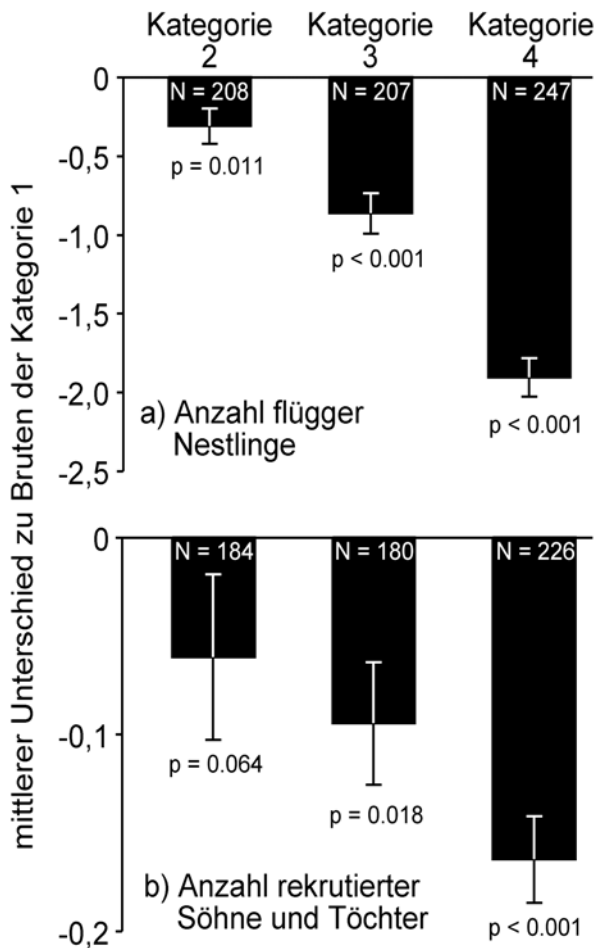 Kategorie 2
Kategorie 3
Kategorie 4
mittlerer Unterschied zu Bruten der Kategorie 1
0
-0,5
-1,0
-1,5
-2,0
-2,5
N = 208
N = 207
N = 247
p = 0.011
p < 0.001
p < 0.001
a) Anzahl flügger
Nestlinge
0
-0,1
-0,2
N = 184
N = 180
N = 226
p = 0.064
p = 0.018
p < 0.001
b) Anzahl rekrutierter
Söhne und Töchter